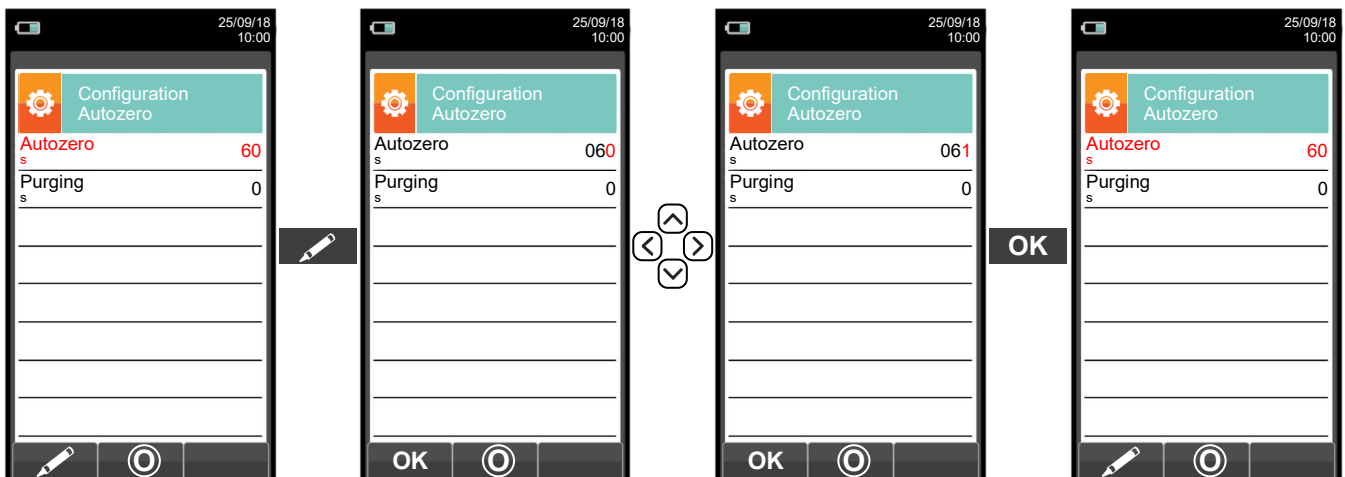 25/09/18
10:00
Configuration
Autozero
Autozero
s
60
Purging
s
0
25/09/18
10:00
Configuration
Autozero
Autozero
s
060
Purging
s
0
OK
25/09/18
10:00
Configuration
Autozero
Autozero
s
061
Purging
s
0
OK
OK
25/09/18
10:00
Configuration
Autozero
Autozero
s
60
Purging
s
0